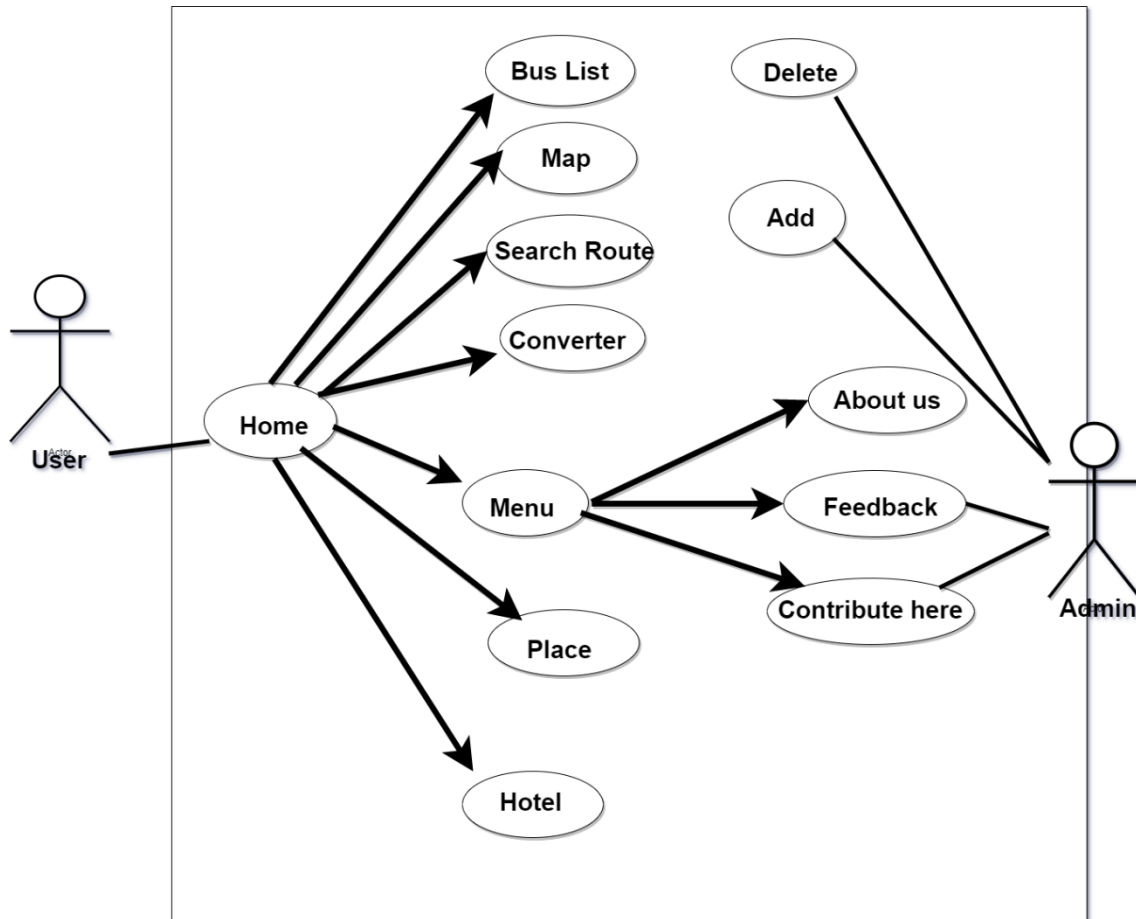 Bus List
Delete
Map
Add
Search Route
Converter
About us
Home
User
Actor
Menu
Feedback
Contribute here
Admin
Place
Hotel